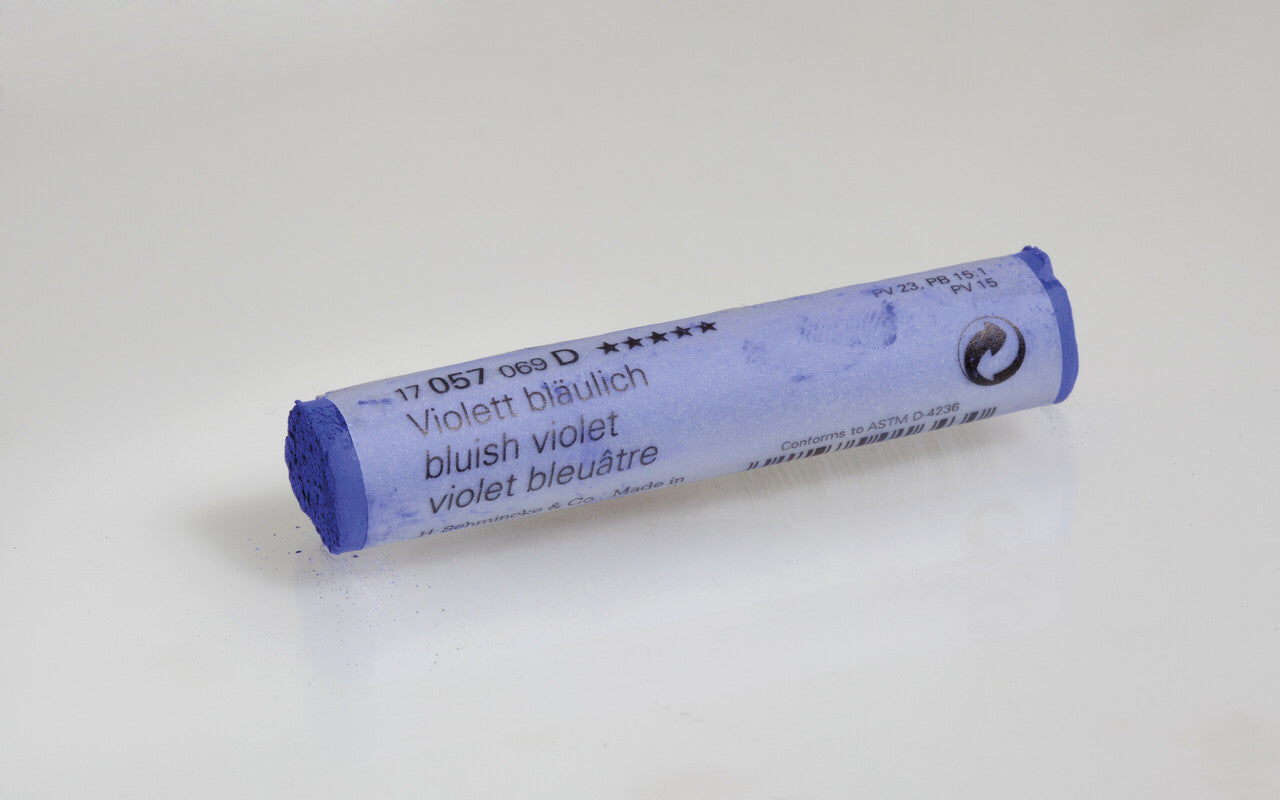 17 057 069 D ★★★★★
Violett bläulich
bluish violet
violet bleuâtre
H. Schmincke & Co., Made in
PV 23, PB 15:1
PV 15
Conforms to ASTM D-4236